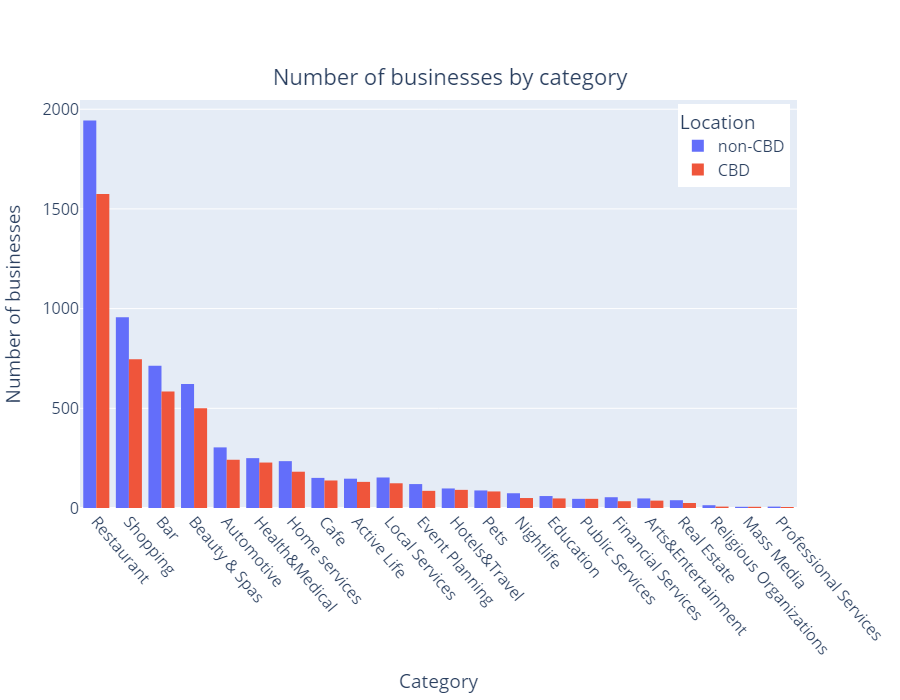 Number of businesses by category
Location
non-CBD
CBD
Number of businesses
2000
1500
1000
500
0
Restaurant
Shopping
Bar
Beauty & Spas
Automotive
Health&Medical
Home services
Cafe
Active Life
Local Services
Event Planning
Hotels&Travel
Pets
Nightlife
Education
Public Services
Financial Services
Arts&Entertainment
Real Estate
Religious Organizations
Mass Media
Professional Services
Category